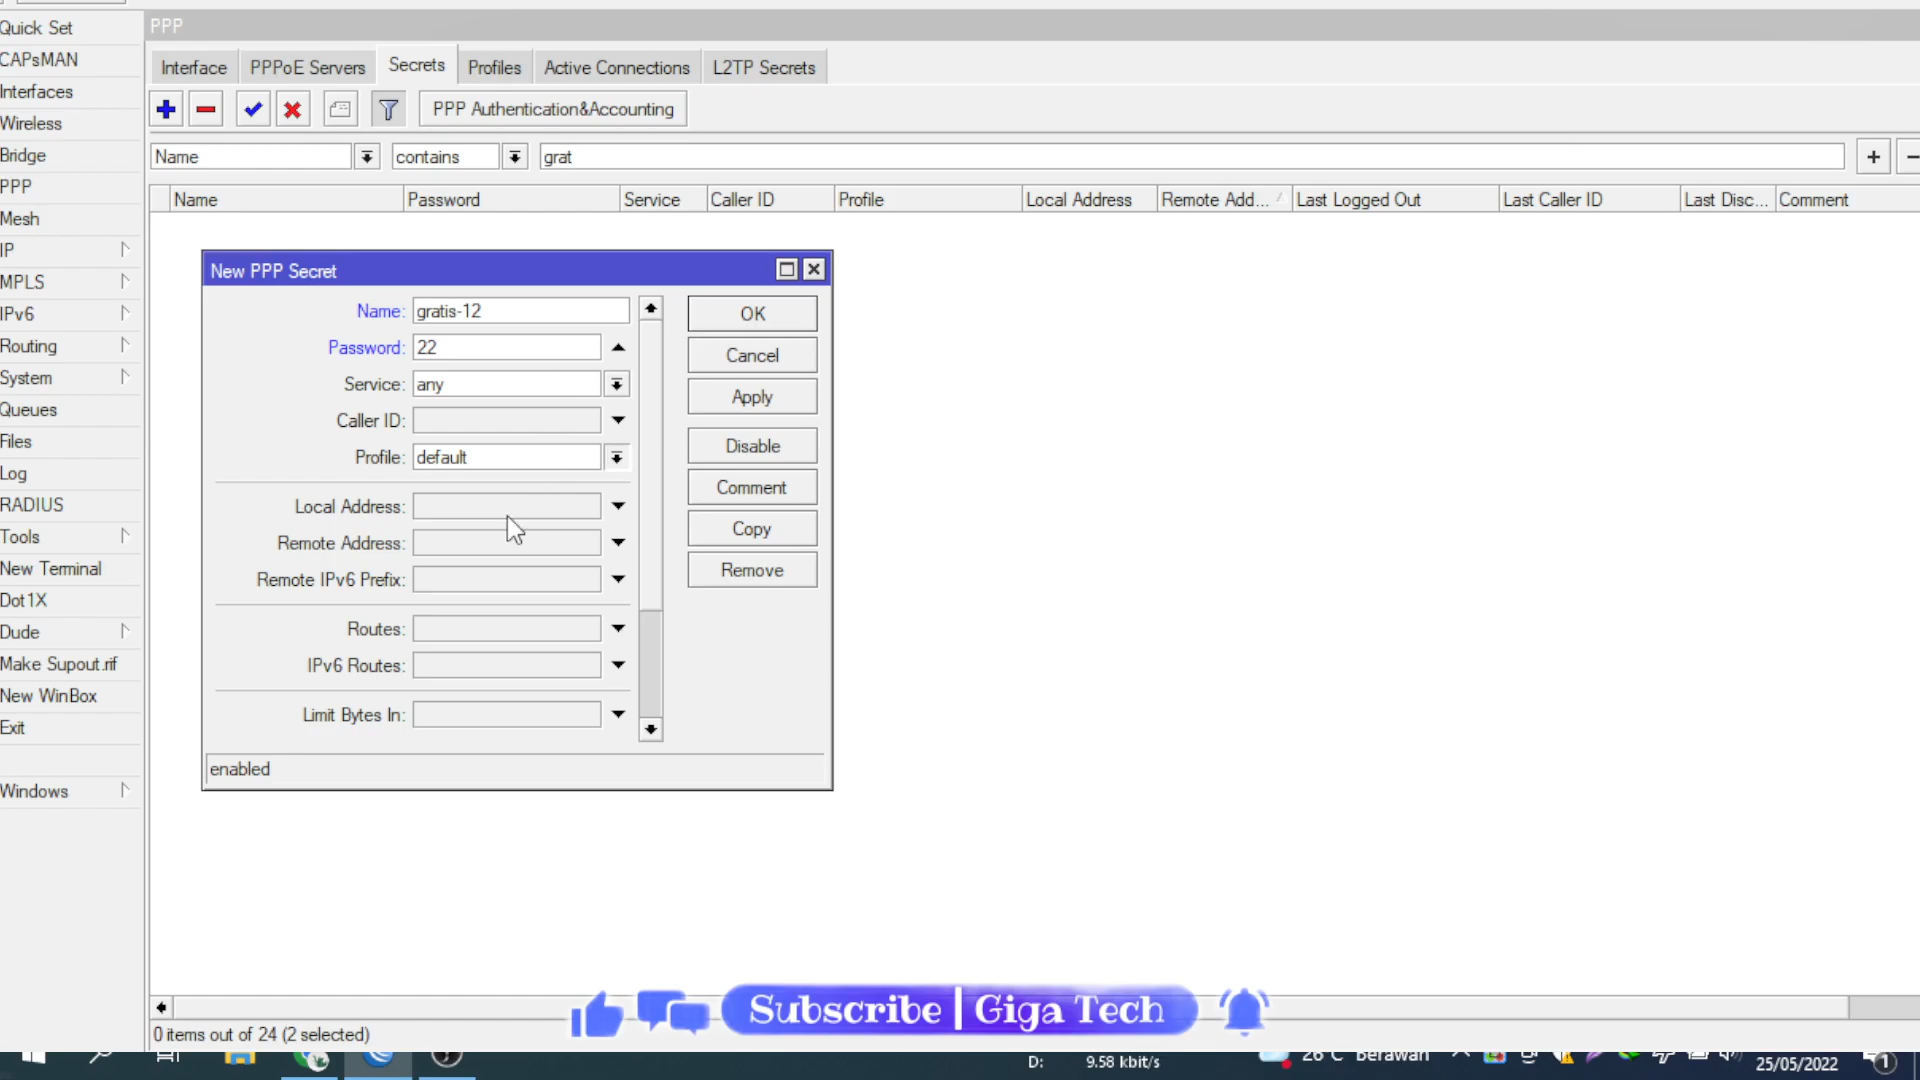 PPP
Quick Set
CAPsMAN
Interfaces
Wireless
Bridge
PPP
Mesh
IP
MPLS
IPv6
Routing
System
Queues
Files
Log
RADIUS
Tools
New Terminal
Dot1X
Dude
Make Supout.rif
New WinBox
Exit
Windows
Interface PPPoE Servers Secrets Profiles Active Connections L2TP Secrets
PPP Authentication&Accounting
Name contains grat
Name Password Service Caller ID Profile Local Address Remote Add... Last Logged Out Last Caller ID Last Disc... Comment
New PPP Secret
Name: gratis-12
Password: 22
Service: any
Caller ID:
Profile: default
Local Address:
Remote Address:
Remote IPv6 Prefix:
Routes:
IPv6 Routes:
Limit Bytes In:
OK
Cancel
Apply
Disable
Comment
Copy
Remove
enabled
Subscribe | Giga Tech
0 items out of 24 (2 selected)
D: 9.58 kbit/s
26°C Berawan
25/05/2022
1